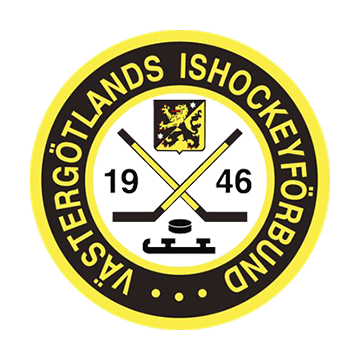 VÄSTERGÖTLANDS ISHOCKEYFÖRBUND
19 46